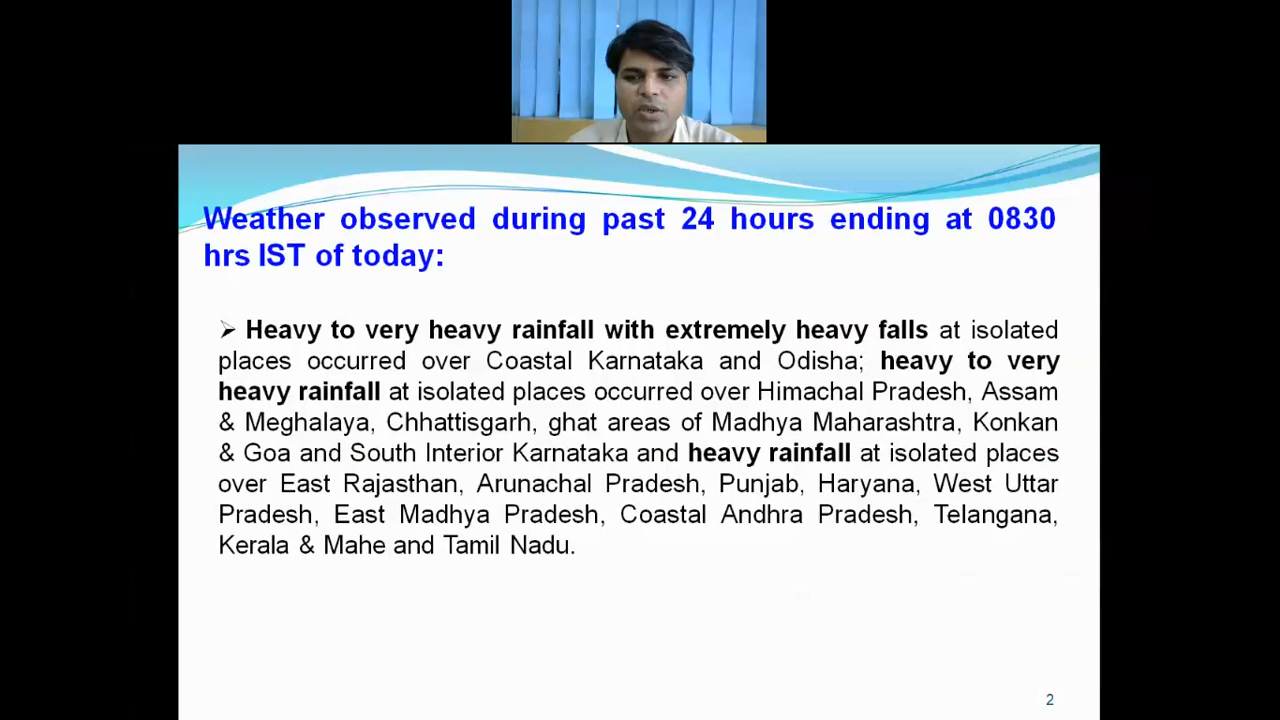 Weather observed during past 24 hours ending at 0830
hrs IST of today:
➢ Heavy to very heavy rainfall with extremely heavy falls at isolated
places occurred over Coastal Karnataka and Odisha; heavy to very
heavy rainfall at isolated places occurred over Himachal Pradesh, Assam
& Meghalaya, Chhattisgarh, ghat areas of Madhya Maharashtra, Konkan
& Goa and South Interior Karnataka and heavy rainfall at isolated places
over East Rajasthan, Arunachal Pradesh, Punjab, Haryana, West Uttar
Pradesh, East Madhya Pradesh, Coastal Andhra Pradesh, Telangana,
Kerala & Mahe and Tamil Nadu.
2